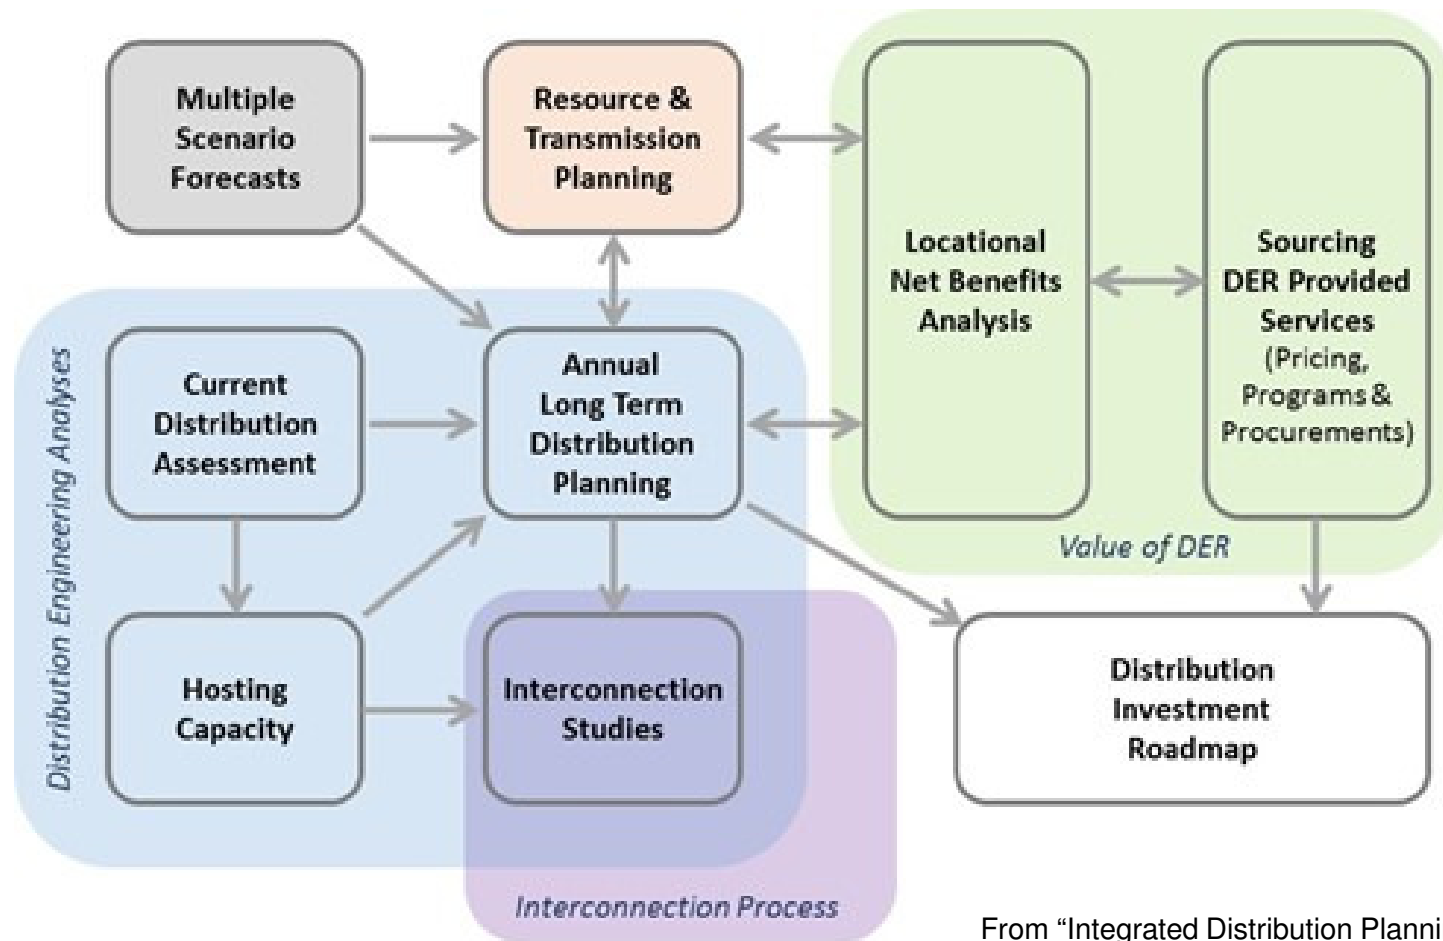 Multiple
Scenario
Forecasts
Resource &
Transmission
Planning
Locational
Net Benefits
Analysis
Sourcing
DER Provided
Services
(Pricing,
Programs &
Procurements)
Value of DER
Distribution Engineering Analyses
Current
Distribution
Assessment
Annual
Long Term
Distribution
Planning
Hosting
Capacity
Interconnection
Studies
Distribution
Investment
Roadmap
Interconnection Process
From “Integrated Distribution Planni